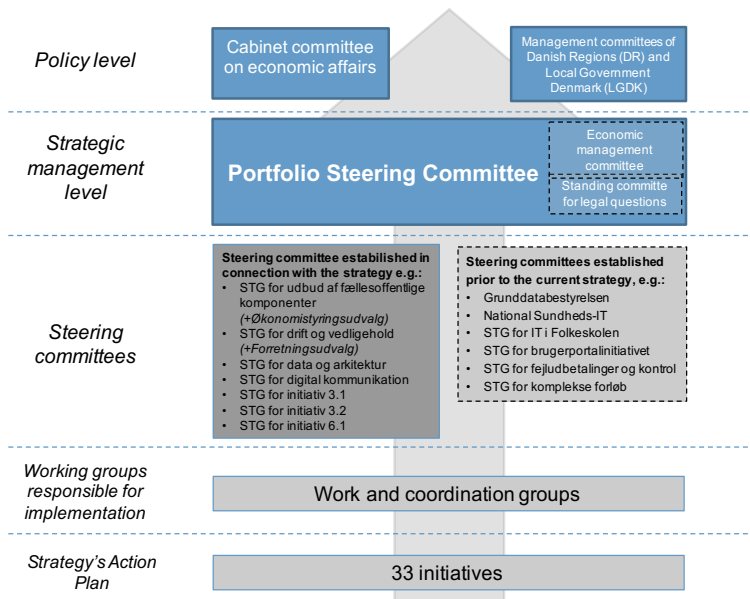 Policy level
Cabinet committee
on economic affairs
Management committees of
Danish Regions (DR) and
Local Government
Denmark (LGDK)
Strategic
management
level
Portfolio Steering Committee
Economic
management
committee
Standing committe
for legal questions
Steering
committees
Steering committee estabilished in
connection with the strategy e.g.:
• STG for udbud af fællesoffentlige
komponenter
(+Økonomistyringsudvalg)
• STG for drift og vedligehold
(+Forretningsudvalg)
• STG for data og arkitektur
• STG for digital kommunikation
• STG for initiativ 3.1
• STG for initiativ 3.2
• STG for initiativ 6.1
Steering committees established
prior to the current strategy, e.g.:
• Grunddatabestyrelsen
• National Sundheds-IT
• STG for IT i Folkeskolen
• STG for brugerportalinitiativet
• STG for fejludbetalinger og kontrol
• STG for komplekse forløb
Working groups
responsible for
implementation
Work and coordination groups
Strategy's Action
Plan
33 initiatives